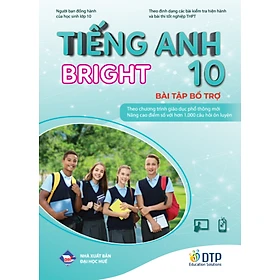 Người bạn đồng hành
của học sinh lớp 10
Theo định dạng các bài kiểm tra hiện hành
và bài thi tốt nghiệp THPT
TIẾNG ANH
BRIGHT 10
BÀI TẬP BỔ TRỢ
Theo chương trình giáo dục phổ thông mới
Nâng cao điểm số với hơn 1.000 câu hỏi ôn luyện
NHÀ XUẤT BẢN
ĐẠI HỌC HUẾ
DTP
Education Solutions